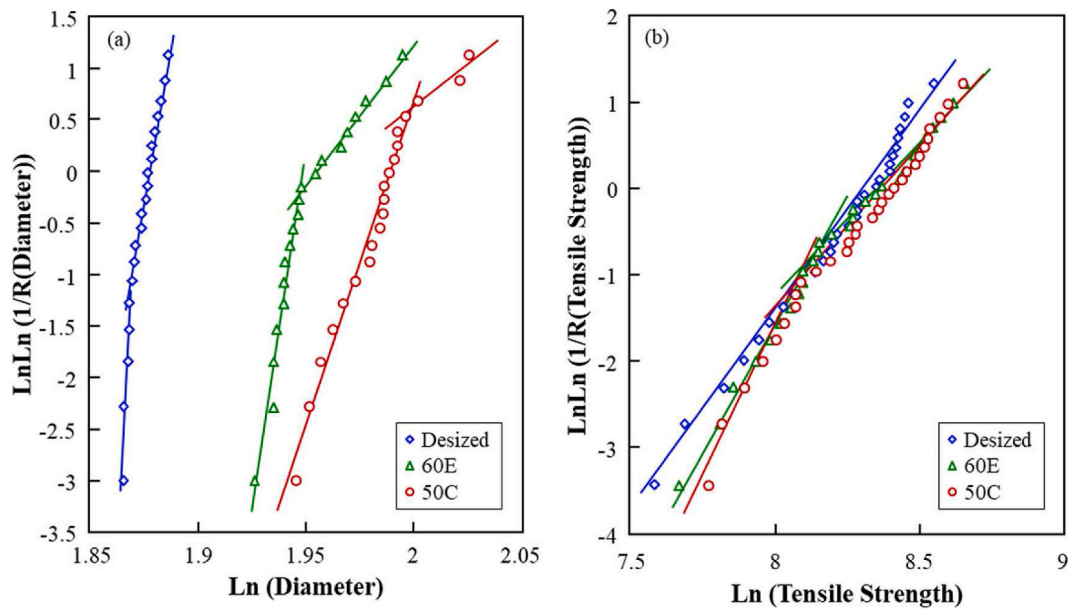 (a)
LnLn (1/R(Diameter))
1.5
1
0.5
0
-0.5
-1
-1.5
-2
-2.5
-3
-3.5
1.85
1.9
1.95
2
2.05
Ln (Diameter)
Desized
60E
50C
(b)
LnLn (1/R(Tensile Strength))
2
1
0
-1
-2
-3
-4
7.5
8
8.5
9
Ln (Tensile Strength)
Desized
60E
50C